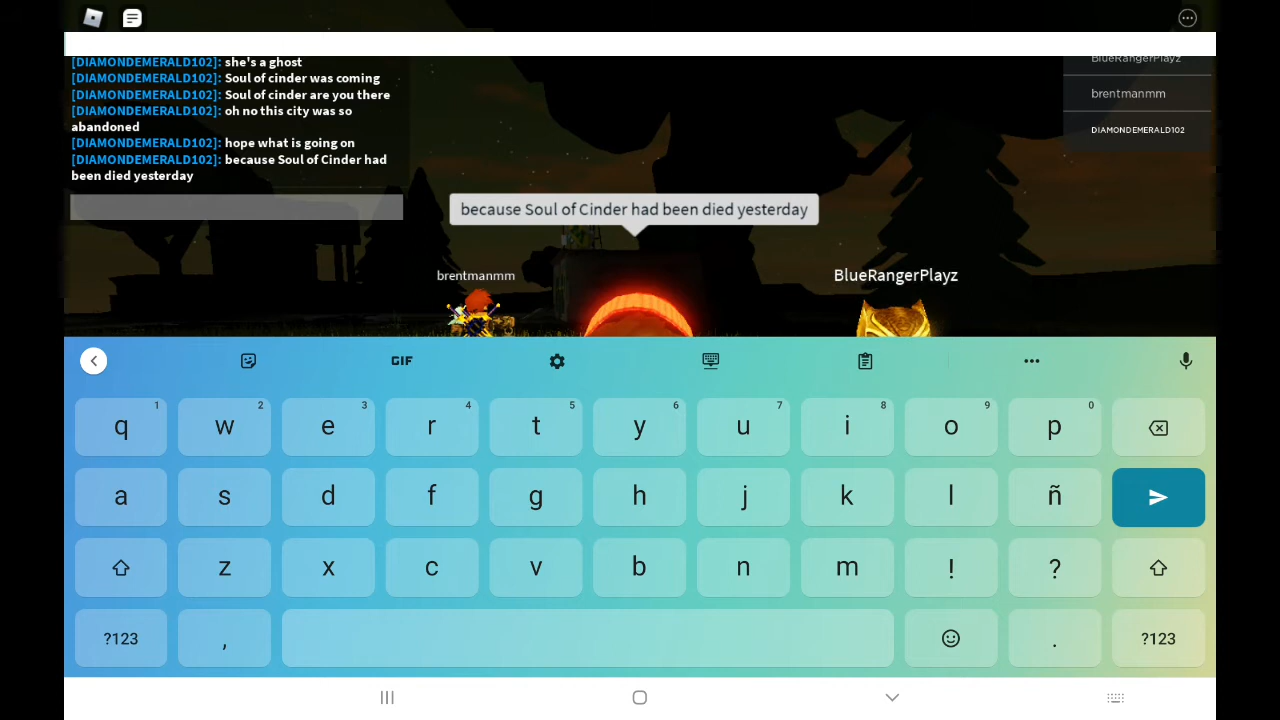 [DIAMONDEMERALD102]: she's a ghost
[DIAMONDEMERALD102]: Soul of cinder was coming
[DIAMONDEMERALD102]: Soul of cinder are you there
[DIAMONDEMERALD102]: oh no this city was so
abandoned
[DIAMONDEMERALD102]: hope what is going on
[DIAMONDEMERALD102]: because Soul of Cinder had
been died yesterday
BlueRangerPlayz
brentmanmm
DIAMONDEMERALD102
because Soul of Cinder had been died yesterday
brentmanmm
BlueRangerPlayz
GIF
q 1 w 2 e 3 r 4 t 5 y 6 u 7 i 8 o 9 p 0
a s d f g h j k l ñ
z x c v b n m ! ?
?123 , . ?123